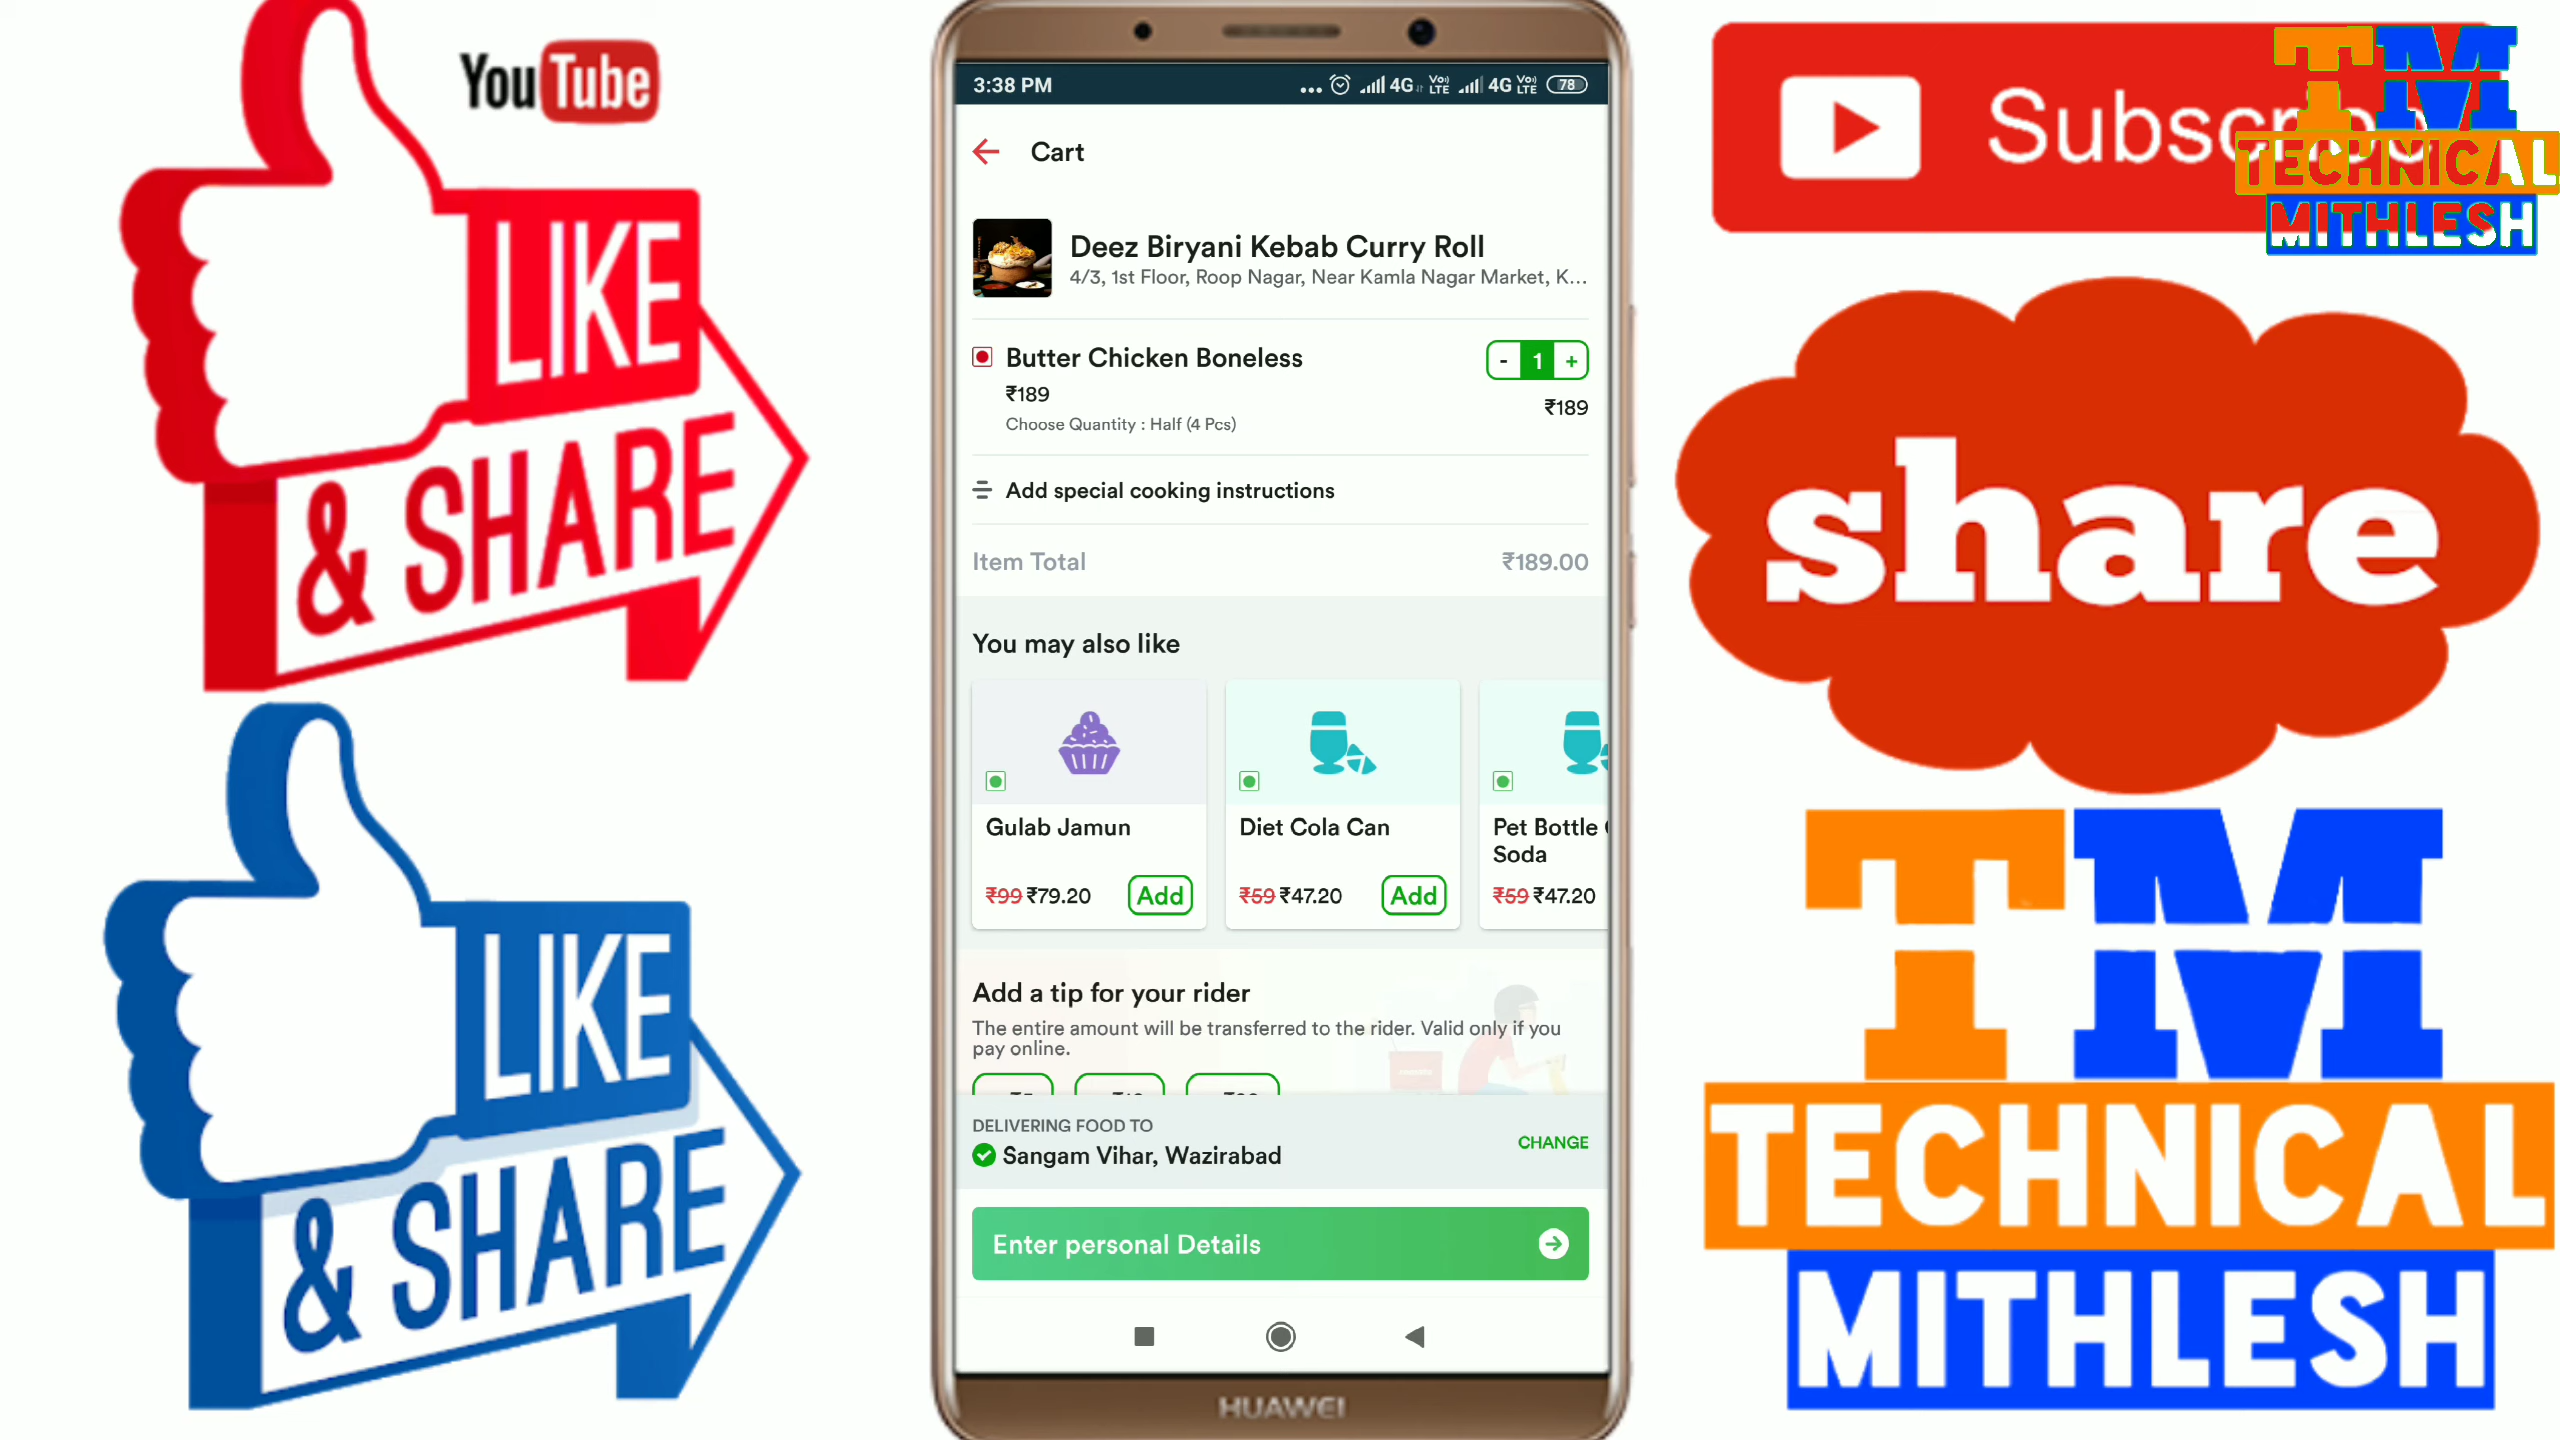 YouTube
LIKE
& SHARE
LIKE
& SHARE
3:38 PM
4G
Vo)
LTE
4G
Vo)
LTE
78
Cart
Deez Biryani Kebab Curry Roll
4/3, 1st Floor, Roop Nagar, Near Kamla Nagar Market, K...
Butter Chicken Boneless
- 1 +
₹189
₹189
Choose Quantity : Half (4 Pcs)
Add special cooking instructions
Item Total ₹189.00
You may also like
Gulab Jamun
₹99 ₹79.20 Add
Diet Cola Can
₹59 ₹47.20 Add
Pet Bottle
Soda
₹59 ₹47.20
Add a tip for your rider
The entire amount will be transferred to the rider. Valid only if you
pay online.
DELIVERING FOOD TO
Sangam Vihar, Wazirabad
CHANGE
Enter personal Details
HUAWEI
Subscribe
TM
TECHNICAL
MITHLESH
share
TM
TECHNICAL
MITHLESH